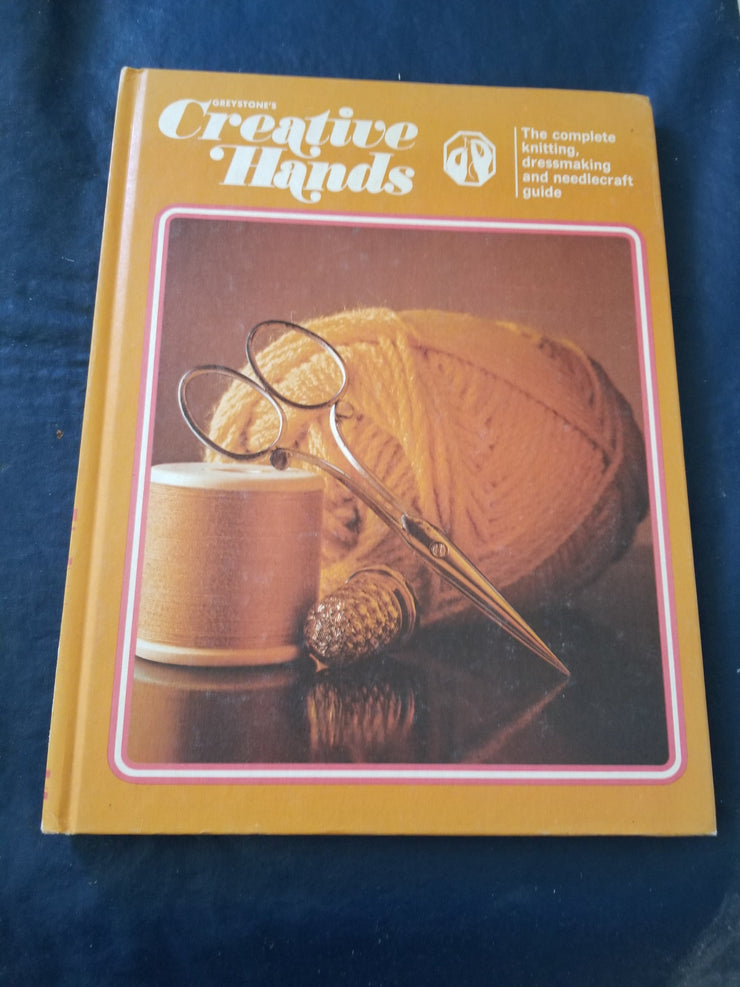 GREYSTONE'S
Creative
Hands
The complete
knitting,
dressmaking
and needlecraft
guide